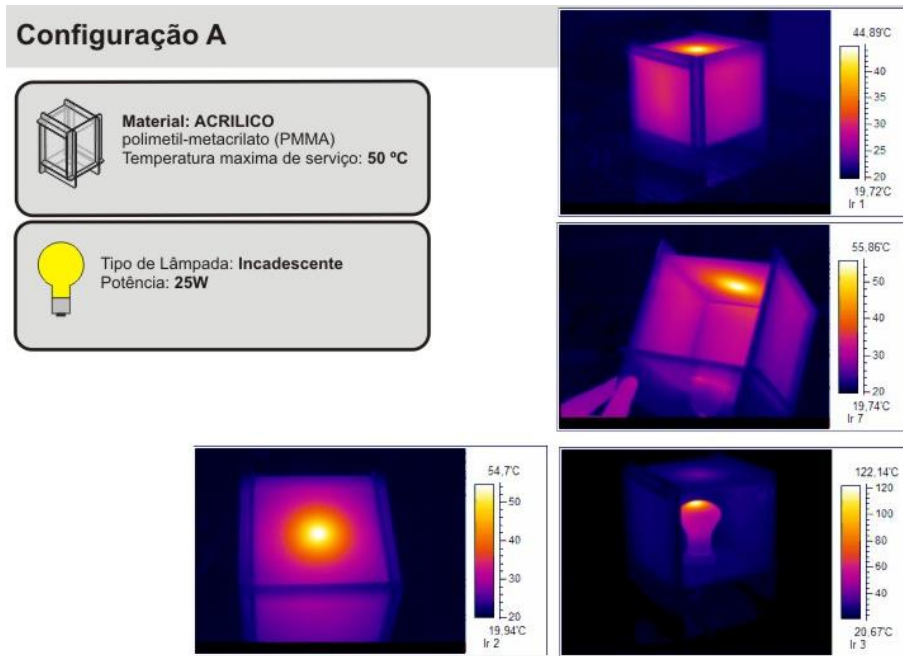 Configuração A
Material: ACRILICO
polimetil-metacrilato (PMMA)
Temperatura maxima de serviço: 50 ºC
Tipo de Lâmpada: Incadescente
Potência: 25W
44,89°C
40
35
30
25
20
19,72°C
Ir 1
55,86°C
50
40
30
20
19,74°C
Ir 7
54,7°C
50
40
30
20
19,94°C
Ir 2
122,14°C
120
100
80
60
40
20,67°C
Ir 3